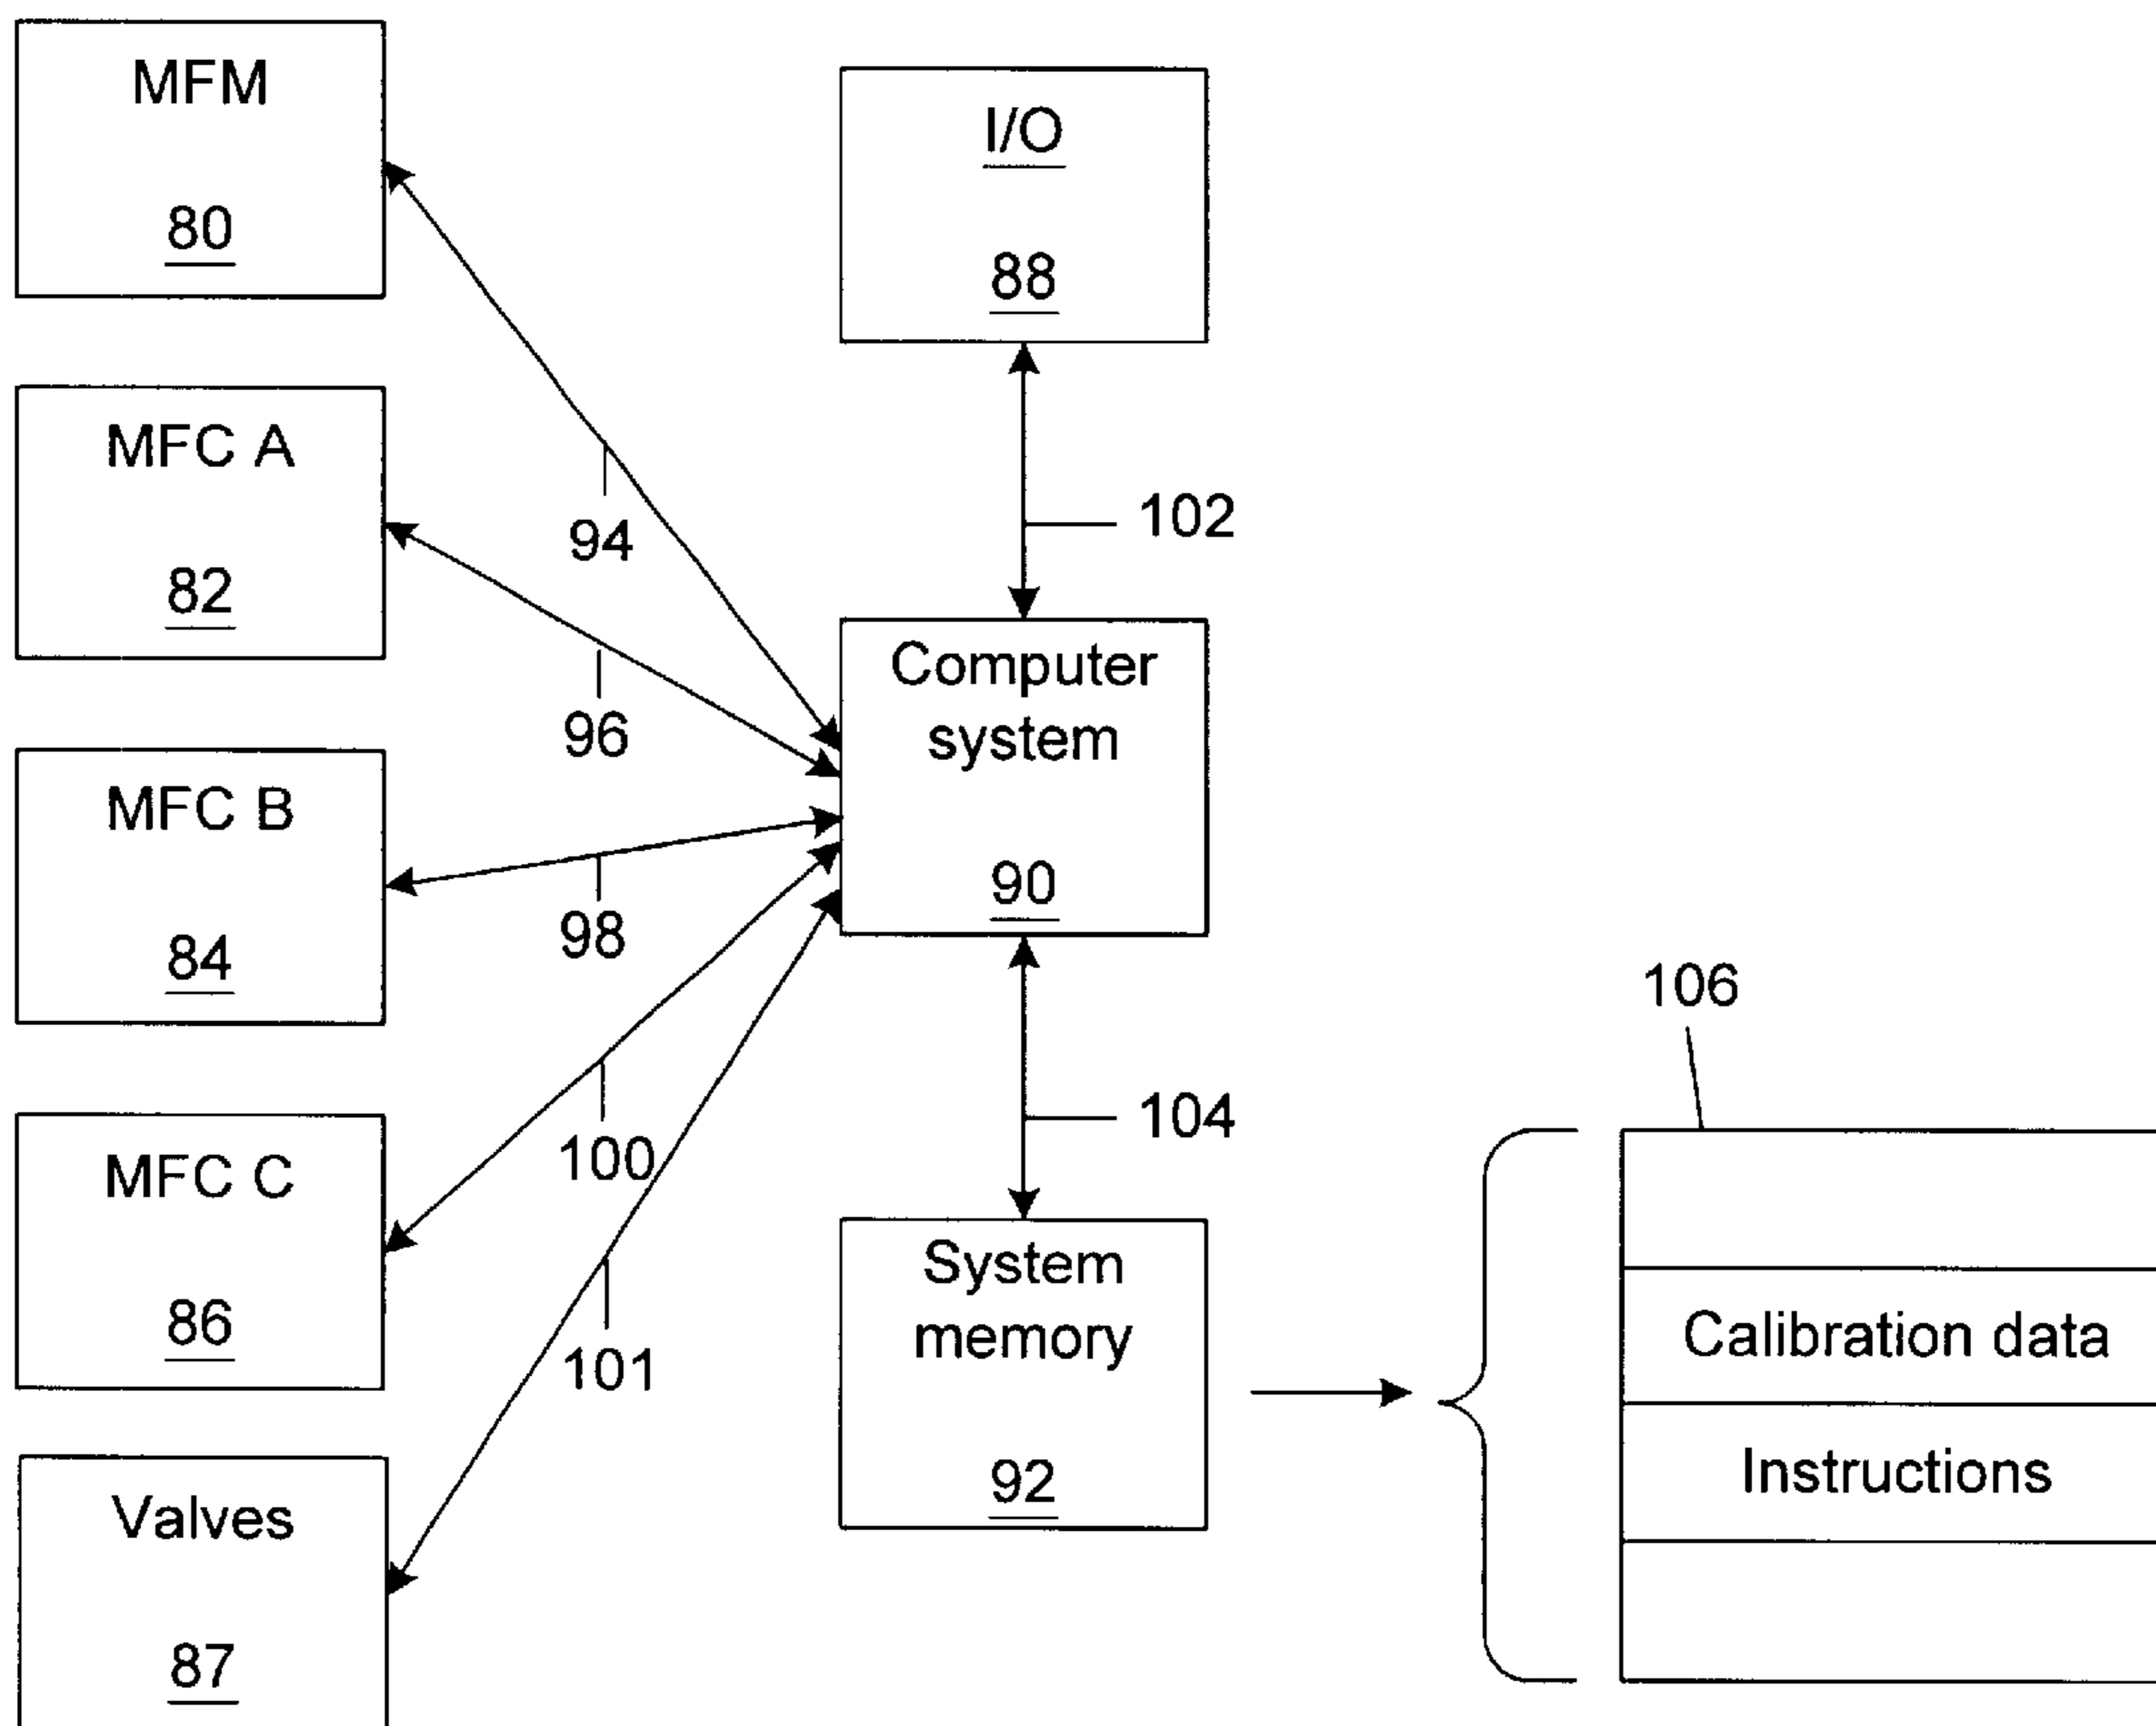 MFM
80
MFC A
82
MFC B
84
MFC C
86
Valves
87
94
96
98
100
101
I/O
88
102
Computer
system
90
104
System
memory
92
106
Calibration data
Instructions